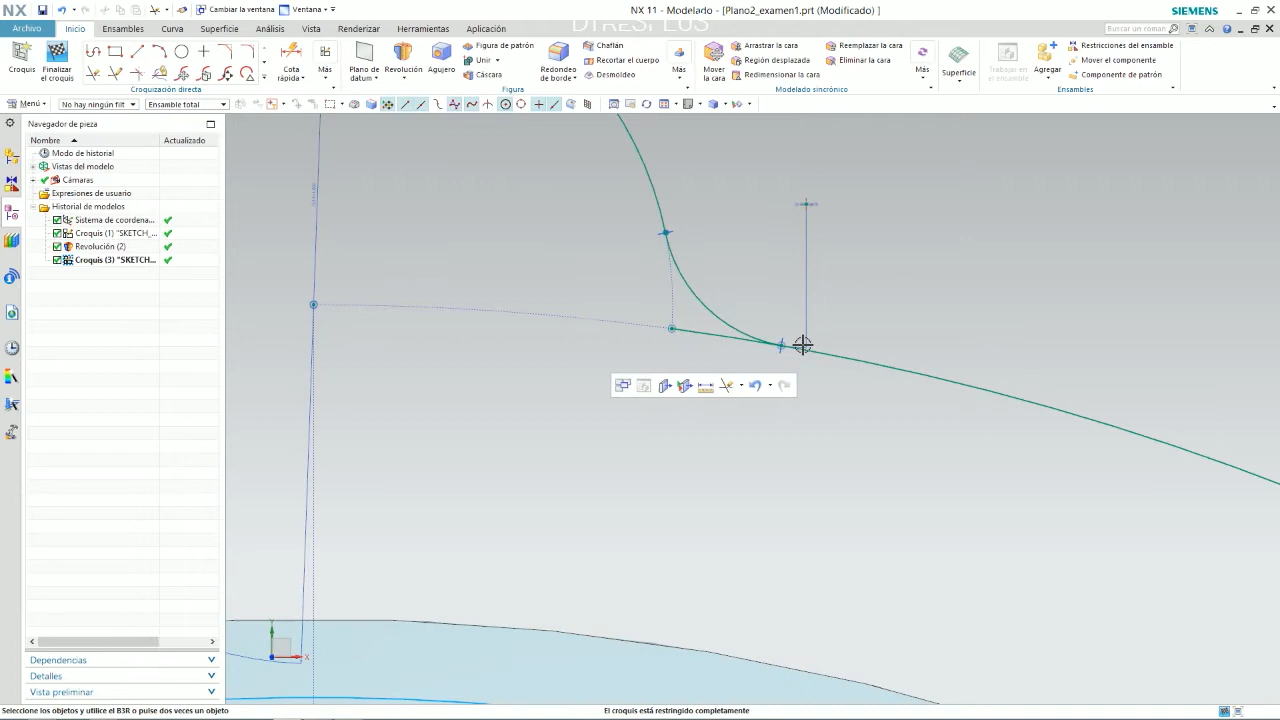 NX
Cambiar la ventana
Ventana
NX 11 - Modelado - [Plano2_examen1.prt (Modificado) ]
SIEMENS
DTRESPLUS
Archivo
Inicio
Ensambles
Curva
Superficie
Análisis
Vista
Renderizar
Herramientas
Aplicación
Buscar un coman
Croquis
Finalizar
el croquis
Cota
rápida
Más
Croquización directa
Plano de
datum
Revolución
Agujero
Figura de patrón
Unir
Cáscara
Redondeo
de borde
Chaflán
Recortar el cuerpo
Desmoldeo
Más
Figura
Mover
la cara
Arrastrar la cara
Región desplazada
Redimensionar la cara
Reemplazar la cara
Eliminar la cara
Más
Modelado sincrónico
Superficie
Trabajar en
el ensamble
Agregar
Restricciones del ensamble
Mover el componente
Componente de patrón
Ensambles
Menú
No hay ningún filt
Ensamble total
Navegador de pieza
Nombre
Actualizado
Modo de historial
Vistas del modelo
Cámaras
Expresiones de usuario
Historial de modelos
Sistema de coordena...
Croquis (1) "SKETCH_...
Revolución (2)
Croquis (3) "SKETCH...
Y
X
Dependencias
Detalles
Vista preliminar
Seleccione los objetos y utilice el B3R o pulse dos veces un objeto
El croquis está restringido completamente